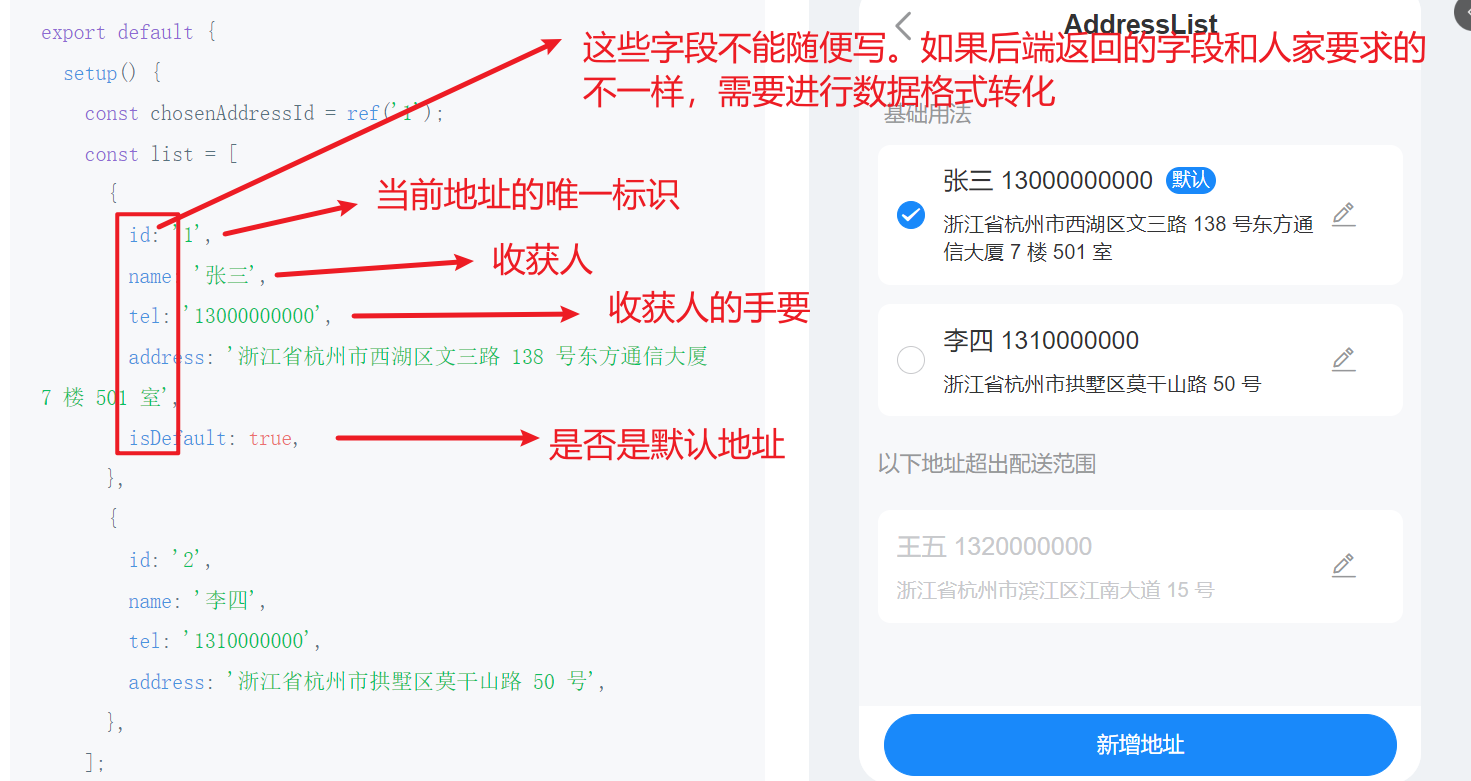 export default {
setup() {
const chosenAddressId = ref('1');
const list = [
{
id: '1',
name: '张三',
tel: '13000000000',
address: '浙江省杭州市西湖区文三路 138 号东方通信大厦
7 楼 501 室',
isDefault: true,
},
{
id: '2',
name: '李四',
tel: '1310000000',
address: '浙江省杭州市拱墅区莫干山路 50 号',
},
];
这些字段不能随便写。如果后端返回的字段和人家要求的
不一样，需要进行数据格式转化
当前地址的唯一标识
收获人
收获人的手要
是否是默认地址
AddressList
基础用法
张三 13000000000 默认
浙江省杭州市西湖区文三路 138 号东方通
信大厦 7 楼 501 室
李四 1310000000
浙江省杭州市拱墅区莫干山路 50 号
以下地址超出配送范围
王五 1320000000
浙江省杭州市滨江区江南大道 15 号
新增地址